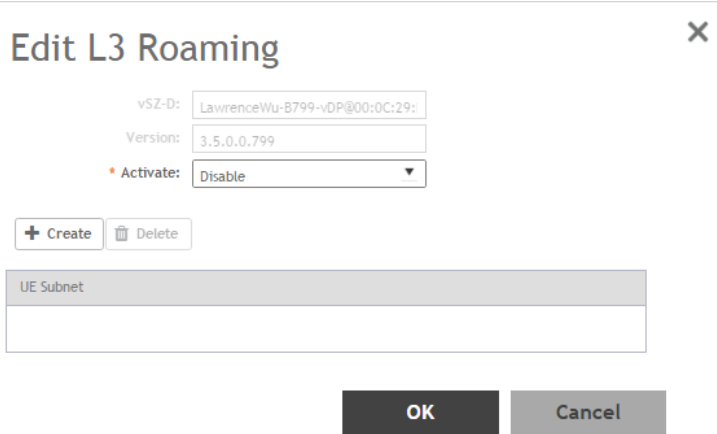 Edit L3 Roaming
vSZ-D: LawrenceWu-B799-vDP@00:0C:29:
Version: 3.5.0.0.799
* Activate: Disable
Create Delete
UE Subnet
OK Cancel